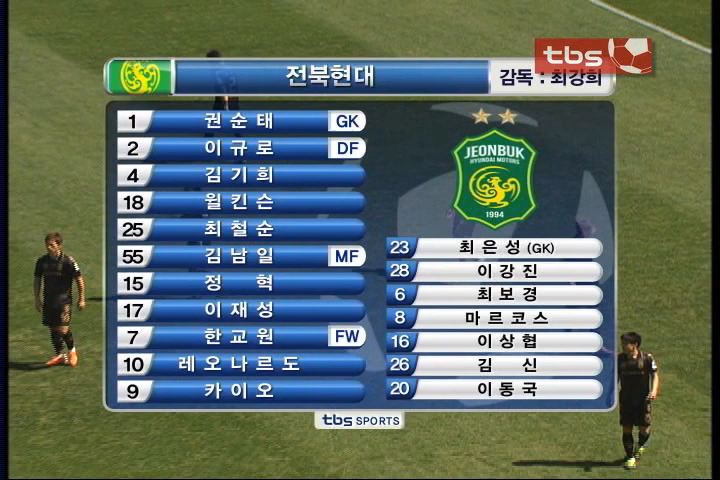 tbs
전북현대
감독 : 최강희
1 권순태 GK
2 이규로 DF
4 김기희
18 윌킨슨
25 최철순
55 김남일 MF
15 정 혁
17 이재성
7 한교원 FW
10 레오나르도
9 카이오
JEONBUK
HYUNDAI MOTORS
1994
23 최은성 (GK)
28 이강진
6 최보경
8 마르코스
16 이상협
26 김 신
20 이동국
tbs SPORTS